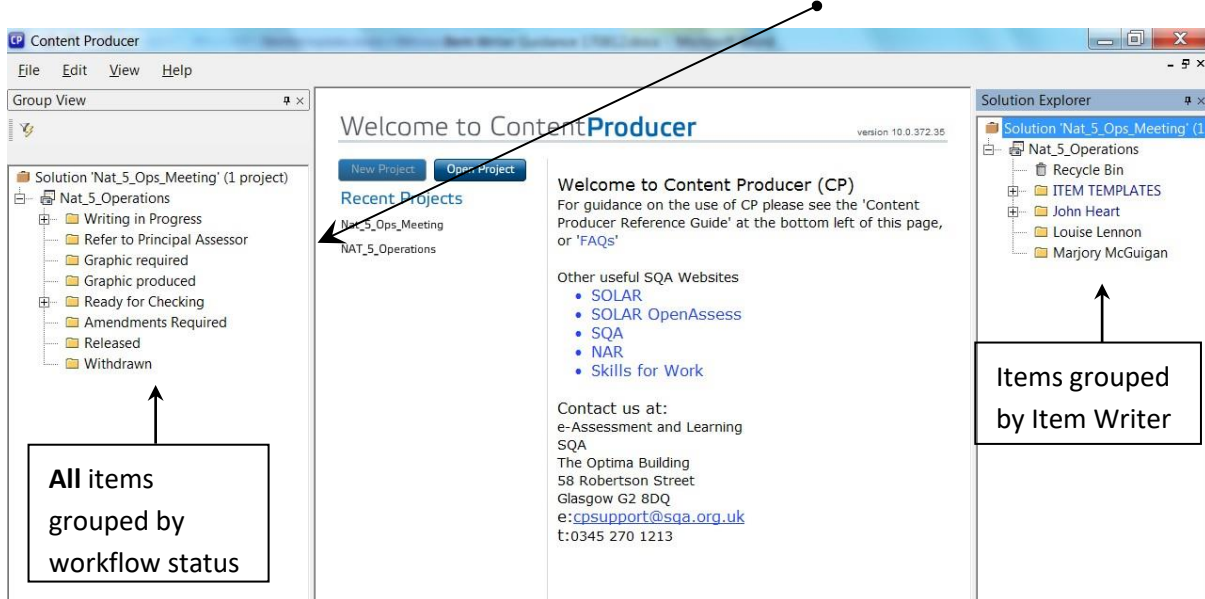 CP Content Producer
File Edit View Help
Group View
Solution 'Nat_5_Ops_Meeting' (1 project)
Nat_5_Operations
Writing in Progress
Refer to Principal Assessor
Graphic required
Graphic produced
Ready for Checking
Amendments Required
Released
Withdrawn
All items
grouped by
workflow status
Welcome to ContentProducer
version 10.0.372.35
New Project Open Project
Recent Projects
Nat_5_Ops_Meeting
NAT_5_Operations
Welcome to Content Producer (CP)
For guidance on the use of CP please see the 'Content
Producer Reference Guide' at the bottom left of this page,
or 'FAQs'
Other useful SQA Websites
• SOLAR
• SOLAR OpenAssess
• SQA
• NAR
• Skills for Work
Contact us at:
e-Assessment and Learning
SQA
The Optima Building
58 Robertson Street
Glasgow G2 8DQ
e:cpsupport@sqa.org.uk
t:0345 270 1213
Solution Explorer
Solution 'Nat_5_Ops_Meeting' (1
Nat_5_Operations
Recycle Bin
ITEM TEMPLATES
John Heart
Louise Lennon
Marjory McGuigan
Items grouped
by Item Writer